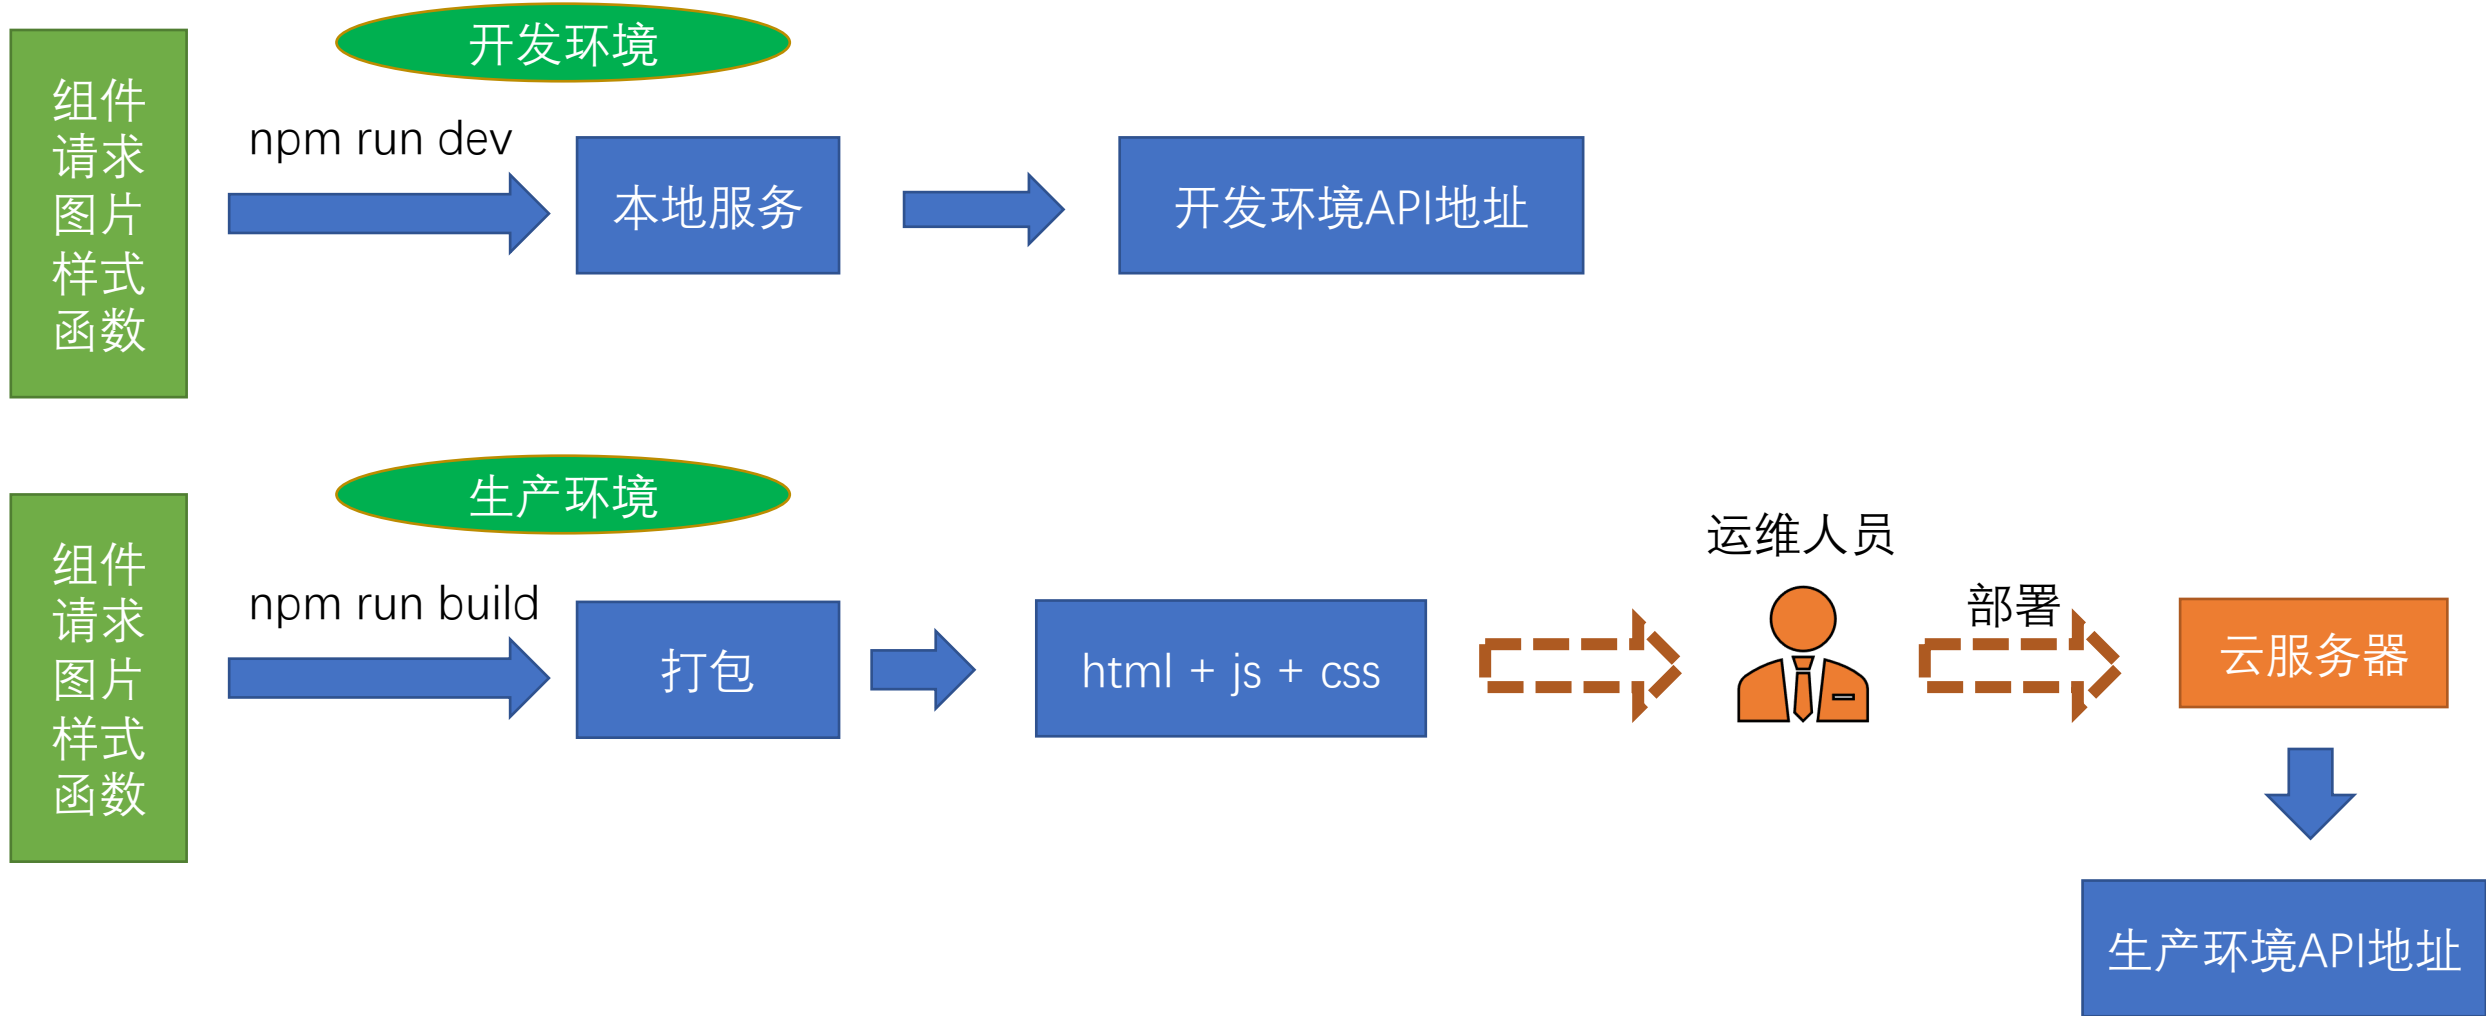 开发环境
组件
请求
图片
样式
函数
npm run dev
本地服务
开发环境API地址
生产环境
组件
请求
图片
样式
函数
npm run build
打包
html + js + css
运维人员
部署
云服务器
生产环境API地址